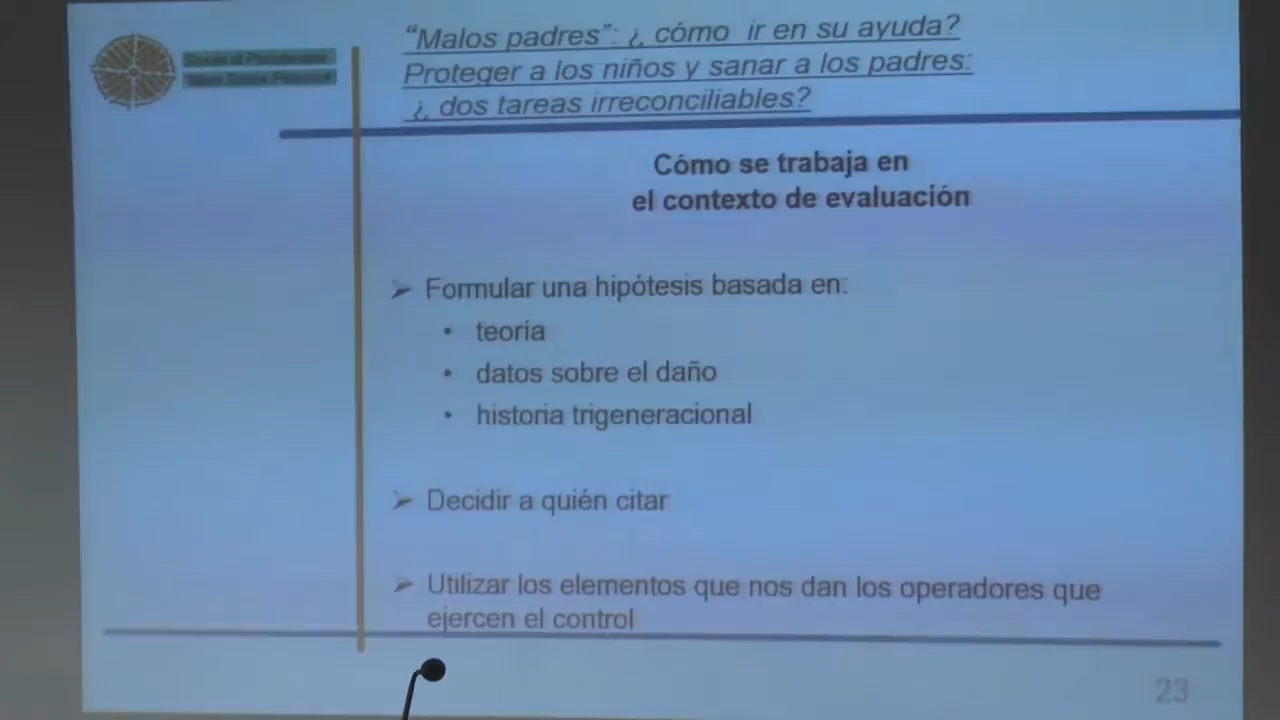 “Malos padres”: ¿ cómo ir en su ayuda?
Proteger a los niños y sanar a los padres:
¿ dos tareas irreconciliables?
Cómo se trabaja en
el contexto de evaluación
➢ Formular una hipótesis basada en:
• teoría
• datos sobre el daño
• historia trigeneracional
➢ Decidir a quién citar
➢ Utilizar los elementos que nos dan los operadores que
ejercen el control
23